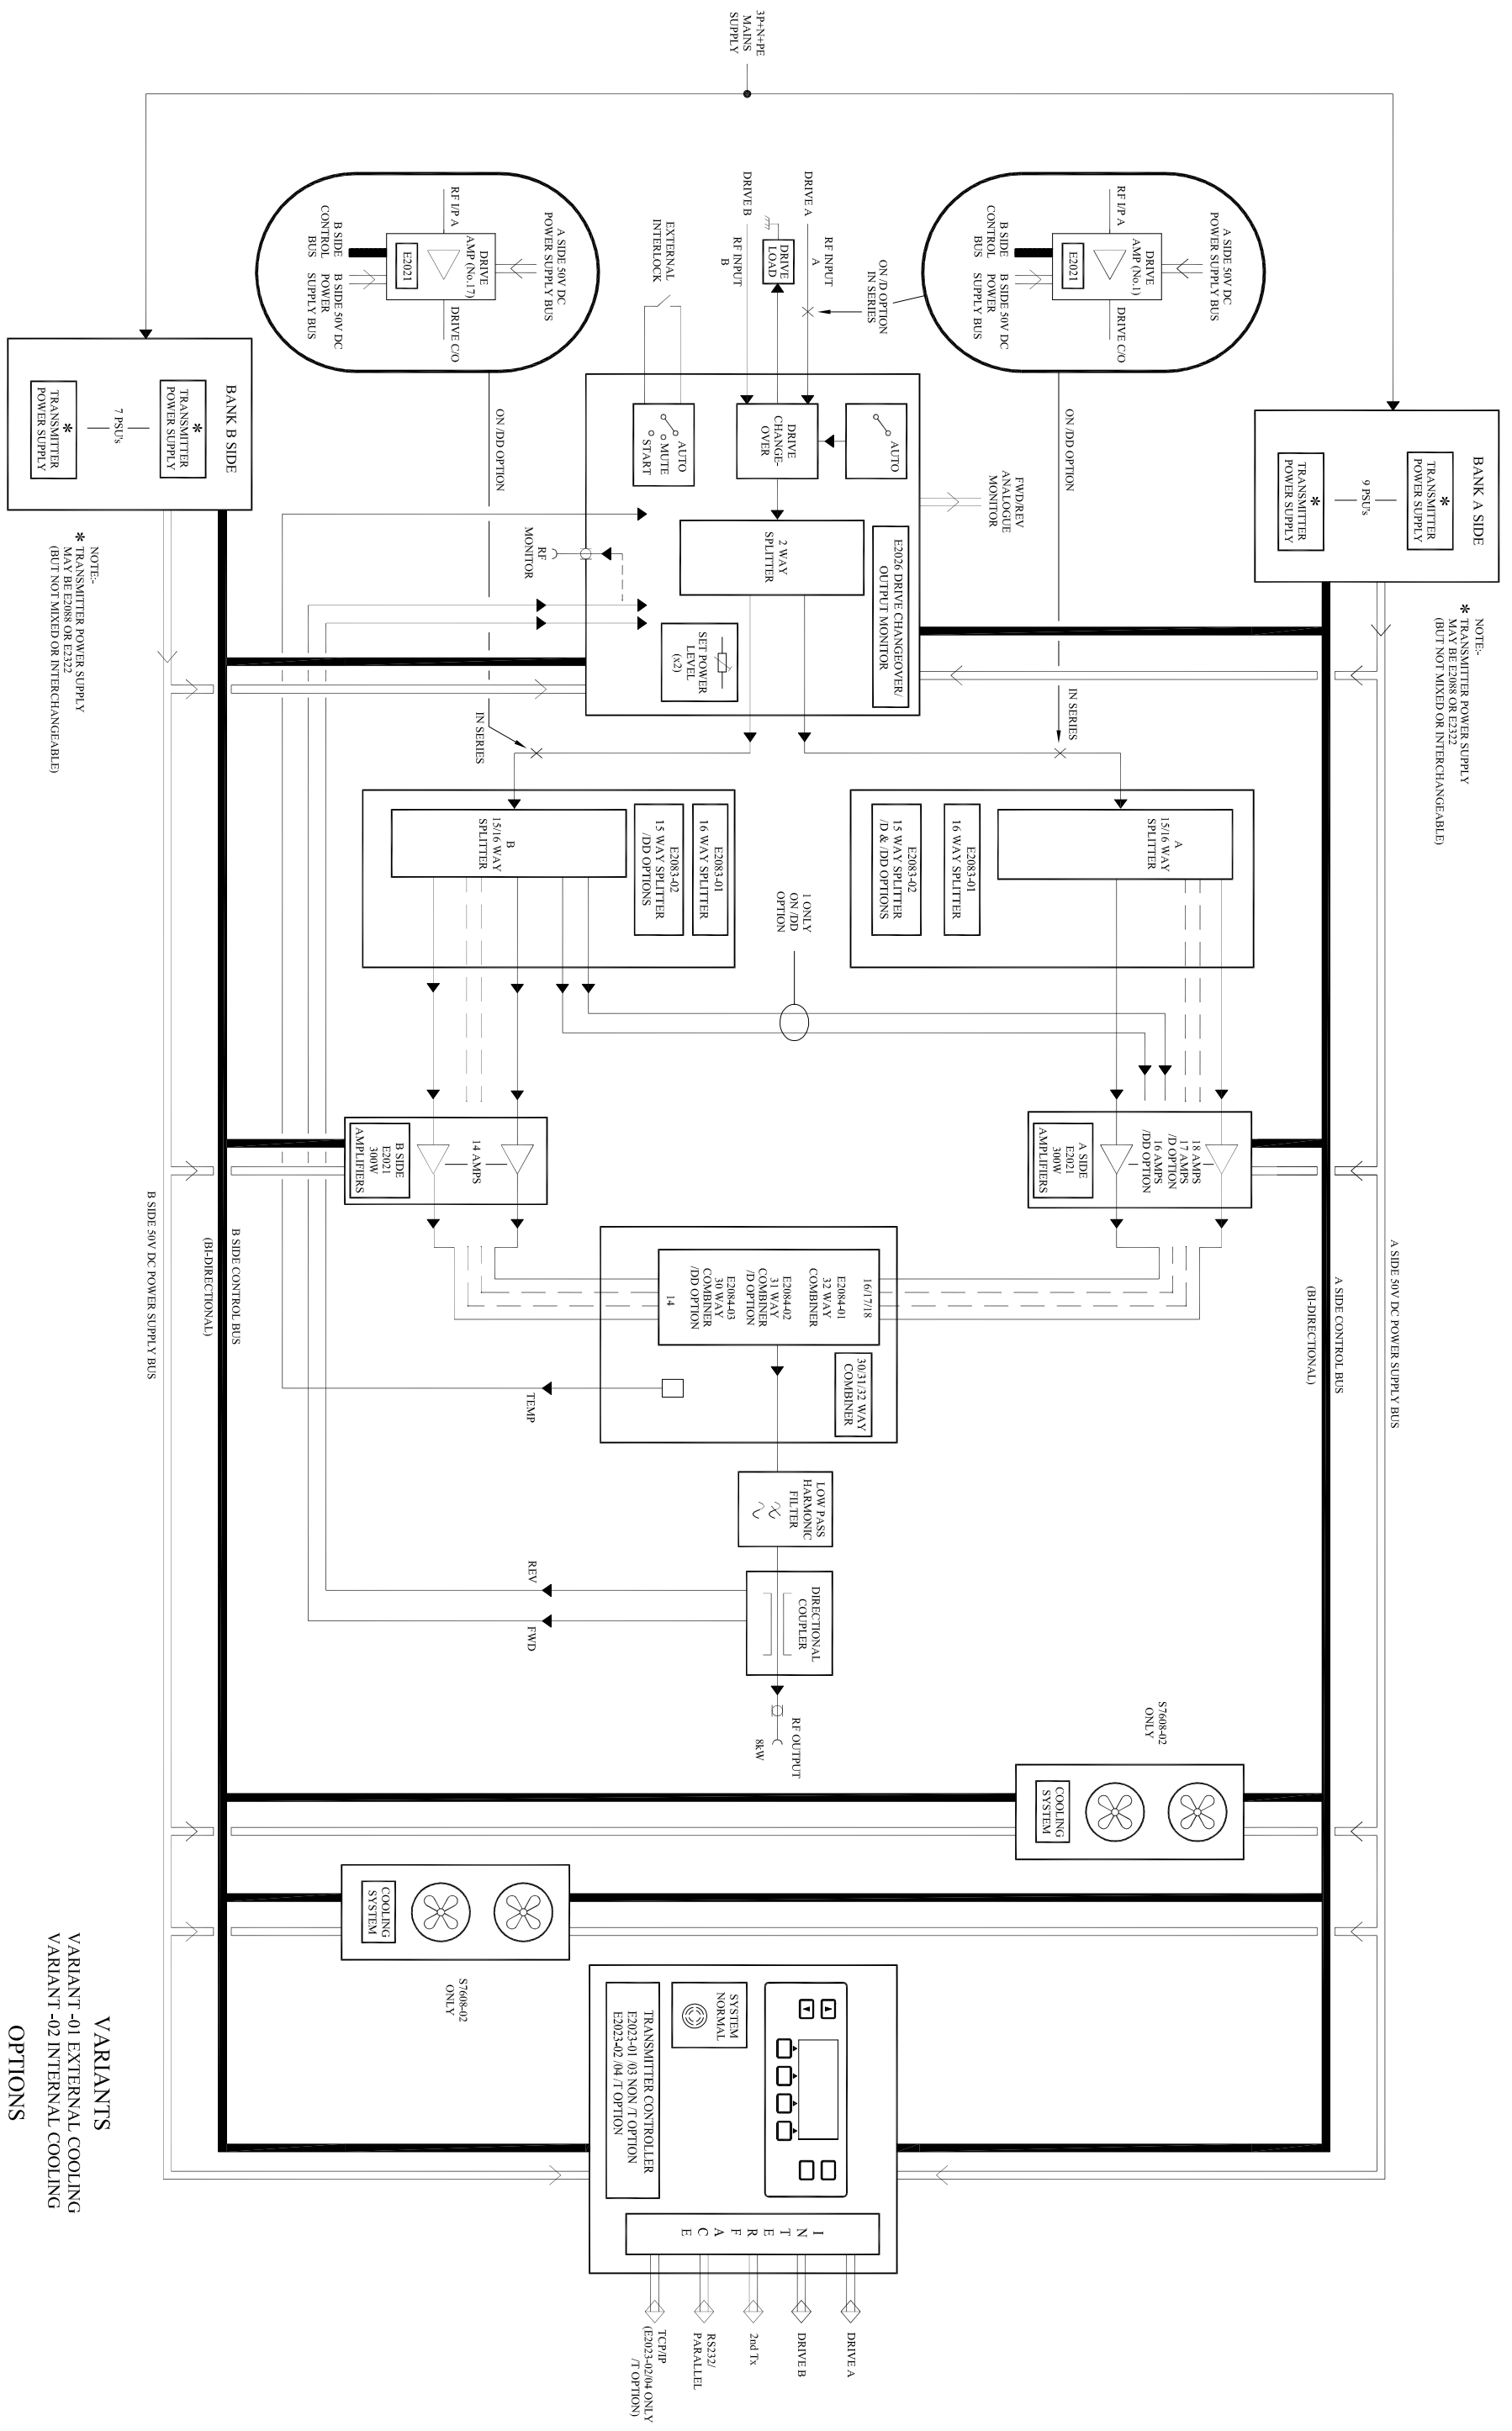 3P+N+PE
MAINS
SUPPLY
A SIDE 50V DC
POWER SUPPLY BUS
RF I/P A
DRIVE
AMP (No.1)
E2021
DRIVE C/O
B SIDE
CONTROL
BUS
B SIDE 50V DC
POWER
SUPPLY BUS
ON /D OPTION
IN SERIES
ON /DD OPTION
IN SERIES
DRIVE A
RF INPUT
A
DRIVE
LOAD
DRIVE B
RF INPUT
B
EXTERNAL
INTERLOCK
A SIDE 50V DC
POWER SUPPLY BUS
RF I/P A
DRIVE
AMP (No.17)
E2021
DRIVE C/O
B SIDE
CONTROL
BUS
B SIDE 50V DC
POWER
SUPPLY BUS
ON /DD OPTION
IN SERIES
BANK A SIDE
*
TRANSMITTER
POWER SUPPLY
9 PSU's
*
TRANSMITTER
POWER SUPPLY
NOTE:-
* TRANSMITTER POWER SUPPLY
MAY BE E2088 OR E2322
(BUT NOT MIXED OR INTERCHANGEABLE)
BANK B SIDE
*
TRANSMITTER
POWER SUPPLY
7 PSU's
*
TRANSMITTER
POWER SUPPLY
NOTE:-
* TRANSMITTER POWER SUPPLY
MAY BE E2088 OR E2322
(BUT NOT MIXED OR INTERCHANGEABLE)
FWD/REV
ANALOGUE
MONITOR
AUTO
DRIVE
CHANGE-
OVER
AUTO
MUTE
START
E2026 DRIVE CHANGEOVER/
OUTPUT MONITOR
2 WAY
SPLITTER
RF
MONITOR
SET POWER
LEVEL
(x2)
A
15/16 WAY
SPLITTER
E2083-01
16 WAY SPLITTER
E2083-02
15 WAY SPLITTER
/D & /DD OPTIONS
E2083-01
16 WAY SPLITTER
E2083-02
15 WAY SPLITTER
/DD OPTIONS
B
15/16 WAY
SPLITTER
1 ONLY
ON /DD
OPTION
18 AMPS
17 AMPS
/D OPTION
16 AMPS
/DD OPTION
A SIDE
E2021
300W
AMPLIFIERS
14 AMPS
B SIDE
E2021
300W
AMPLIFIERS
A SIDE 50V DC POWER SUPPLY BUS
A SIDE CONTROL BUS
(BI-DIRECTIONAL)
B SIDE CONTROL BUS
(BI-DIRECTIONAL)
B SIDE 50V DC POWER SUPPLY BUS
16/17/18
E2084-01
32 WAY
COMBINER
E2084-02
31 WAY
COMBINER
/D OPTION
E2084-03
30 WAY
COMBINER
/DD OPTION
14
30/31/32 WAY
COMBINER
TEMP
LOW PASS
HARMONIC
FILTER
DIRECTIONAL
COUPLER
REV
FWD
RF OUTPUT
8kW
S7608-02
ONLY
COOLING
SYSTEM
COOLING
SYSTEM
S7608-02
ONLY
SYSTEM
NORMAL
TRANSMITTER CONTROLLER
E2023-01 /03 NON /T OPTION
E2023-02 /04 /T OPTION
INTERFACE
DRIVE A
DRIVE B
2nd Tx
RS232/
PARALLEL
TCP/IP
(E2023-02/04 ONLY
/T OPTION)
VARIANTS
VARIANT -01 EXTERNAL COOLING
VARIANT -02 INTERNAL COOLING
OPTIONS